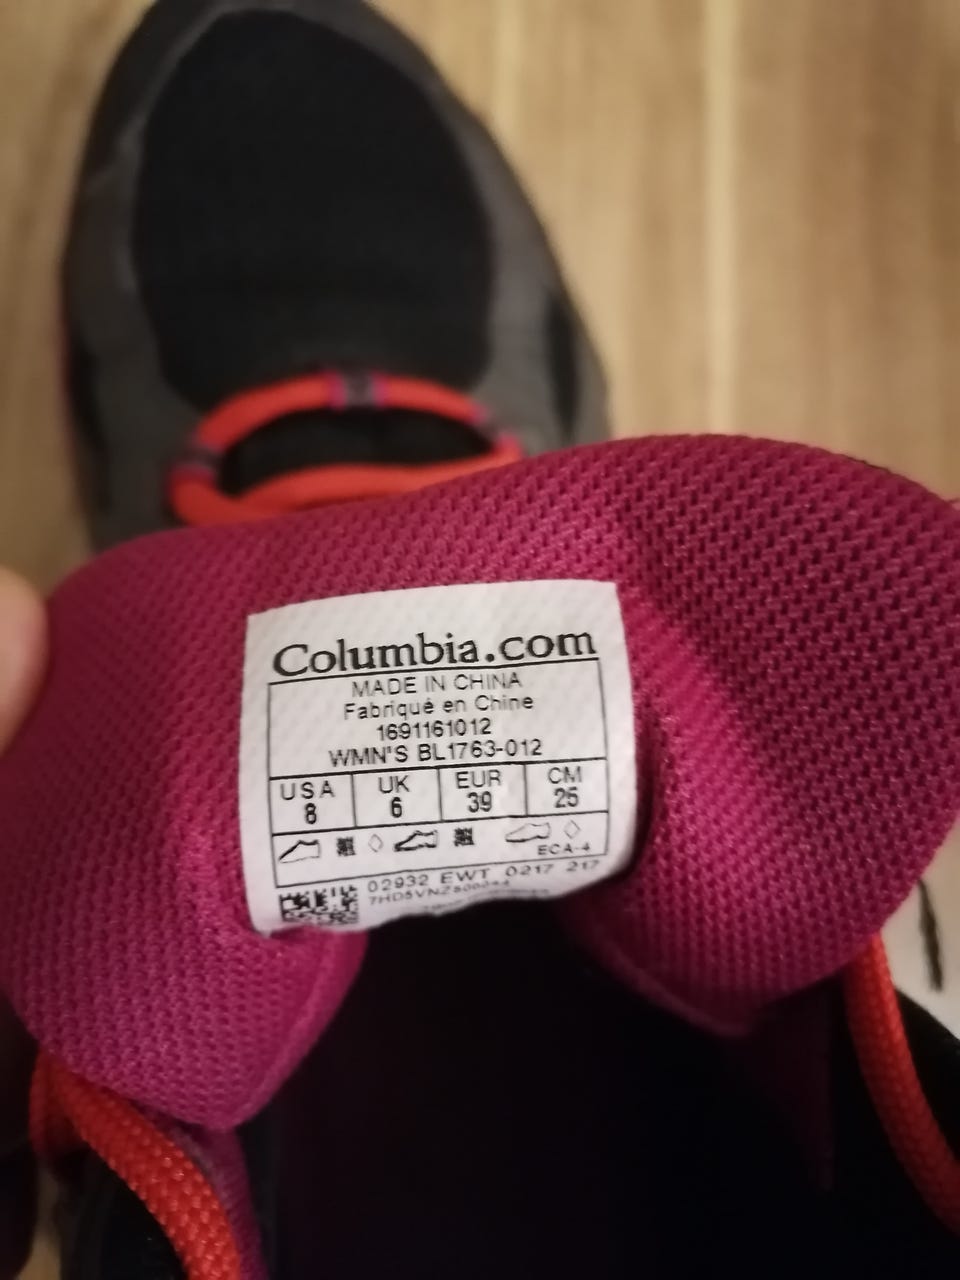 Columbia.com
MADE IN CHINA
Fabriqué en Chine
1691161012
WMN'S BL1763-012
USA UK EUR CM
8 6 39 25
ECA-4
02932 EWT 0217 217